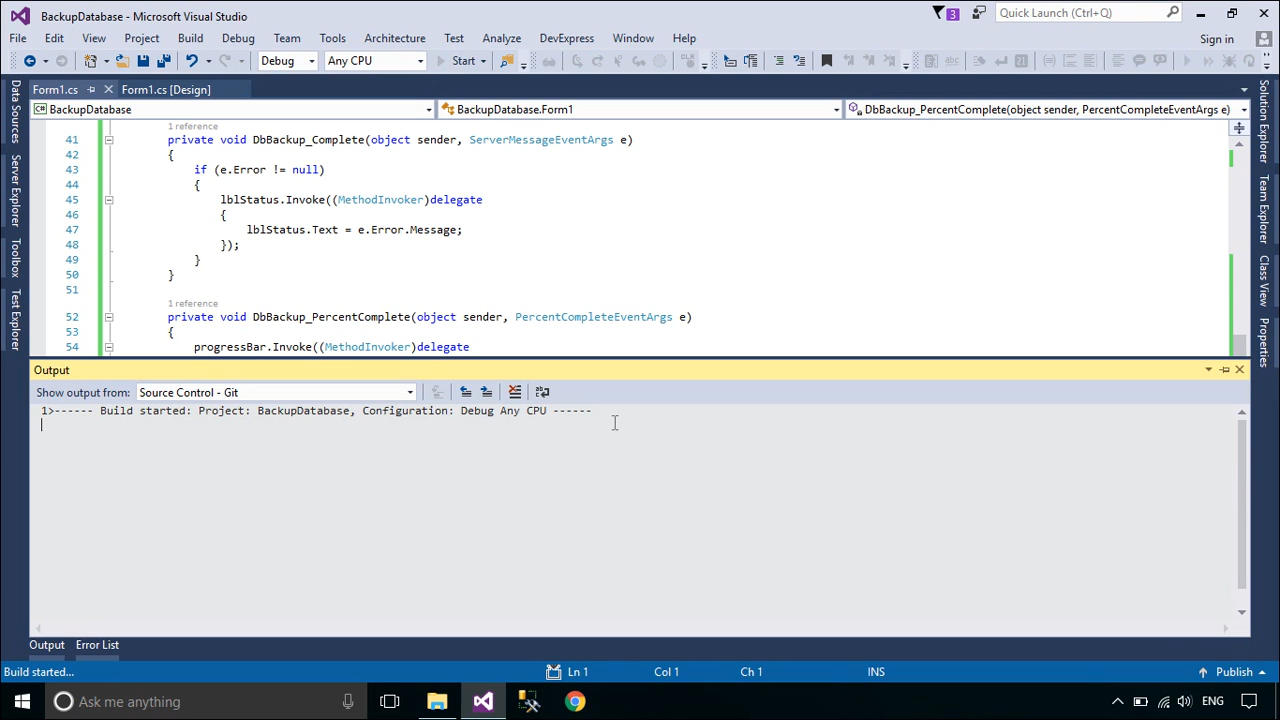 BackupDatabase - Microsoft Visual Studio
3
Quick Launch (Ctrl+Q)
File Edit View Project Build Debug Team Tools Architecture Test Analyze DevExpress Window Help
Sign in
Debug Any CPU Start
Form1.cs Form1.cs [Design]
BackupDatabase BackupDatabase.Form1 DbBackup_PercentComplete(object sender, PercentCompleteEventArgs e)
1 reference
41 private void DbBackup_Complete(object sender, ServerMessageEventArgs e)
42 {
43 if (e.Error != null)
44 {
45 lblStatus.Invoke((MethodInvoker)delegate
46 {
47 lblStatus.Text = e.Error.Message;
48 });
49 }
50 }
51
1 reference
52 private void DbBackup_PercentComplete(object sender, PercentCompleteEventArgs e)
53 {
54 progressBar.Invoke((MethodInvoker)delegate
Data Sources
Server Explorer
Toolbox
Test Explorer
Solution Explorer
Team Explorer
Class View
Properties
Output
Show output from: Source Control - Git
1>------ Build started: Project: BackupDatabase, Configuration: Debug Any CPU ------
Output Error List
Build started... Ln 1 Col 1 Ch 1 INS Publish
Ask me anything
ENG